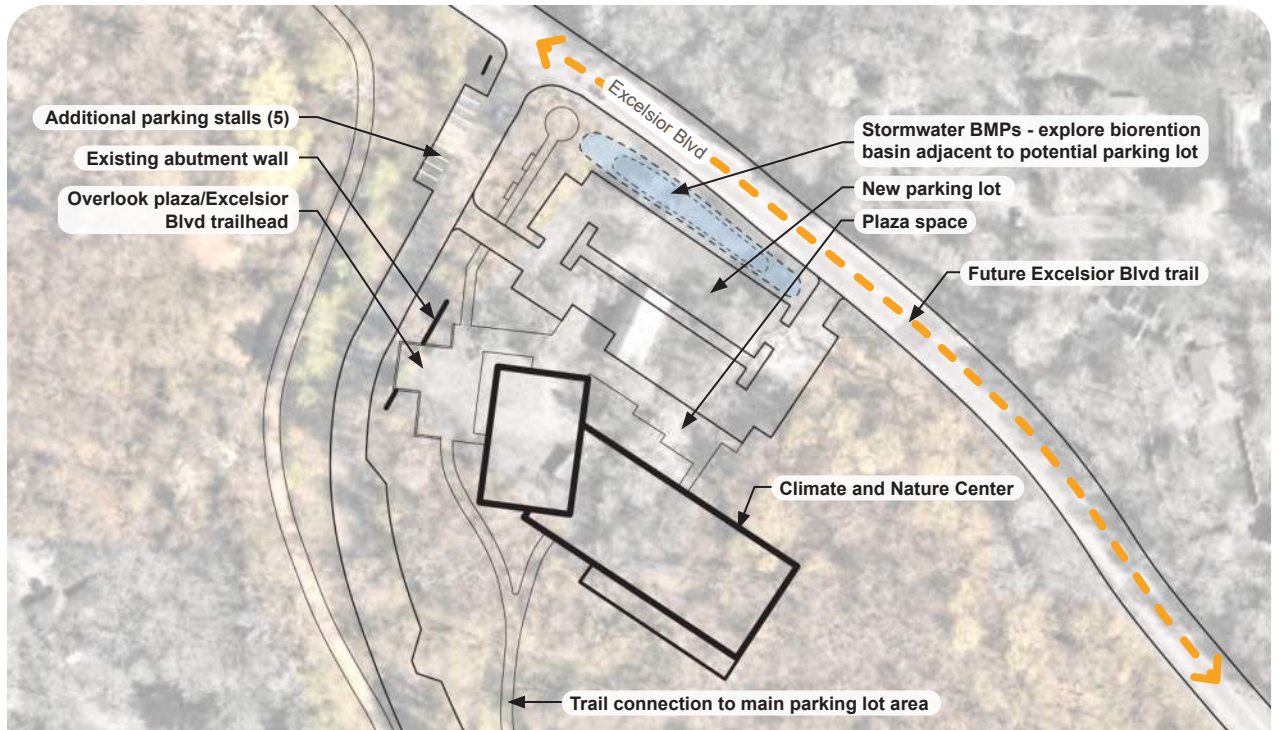 Excelsior Blvd
Additional parking stalls (5)
Existing abutment wall
Overlook plaza/Excelsior
Blvd trailhead
Stormwater BMPs - explore biorention
basin adjacent to potential parking lot
New parking lot
Plaza space
Future Excelsior Blvd trail
Climate and Nature Center
Trail connection to main parking lot area